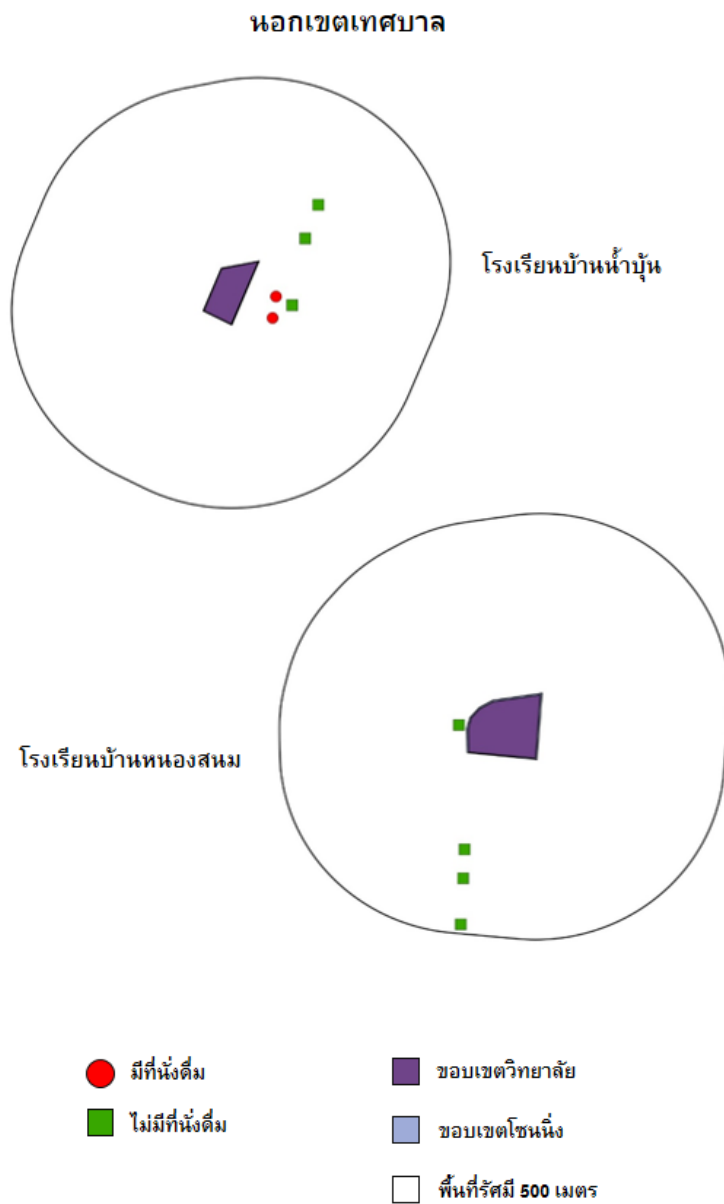 นอกเขตเทศบาล
โรงเรียนบ้านน้ำบุ้น
โรงเรียนบ้านหนองสนม
มีที่นั่งดื่ม
ไม่มีที่นั่งดื่ม
ขอบเขตวิทยาลัย
ขอบเขตโซนนิ่ง
พื้นที่รัศมี 500 เมตร